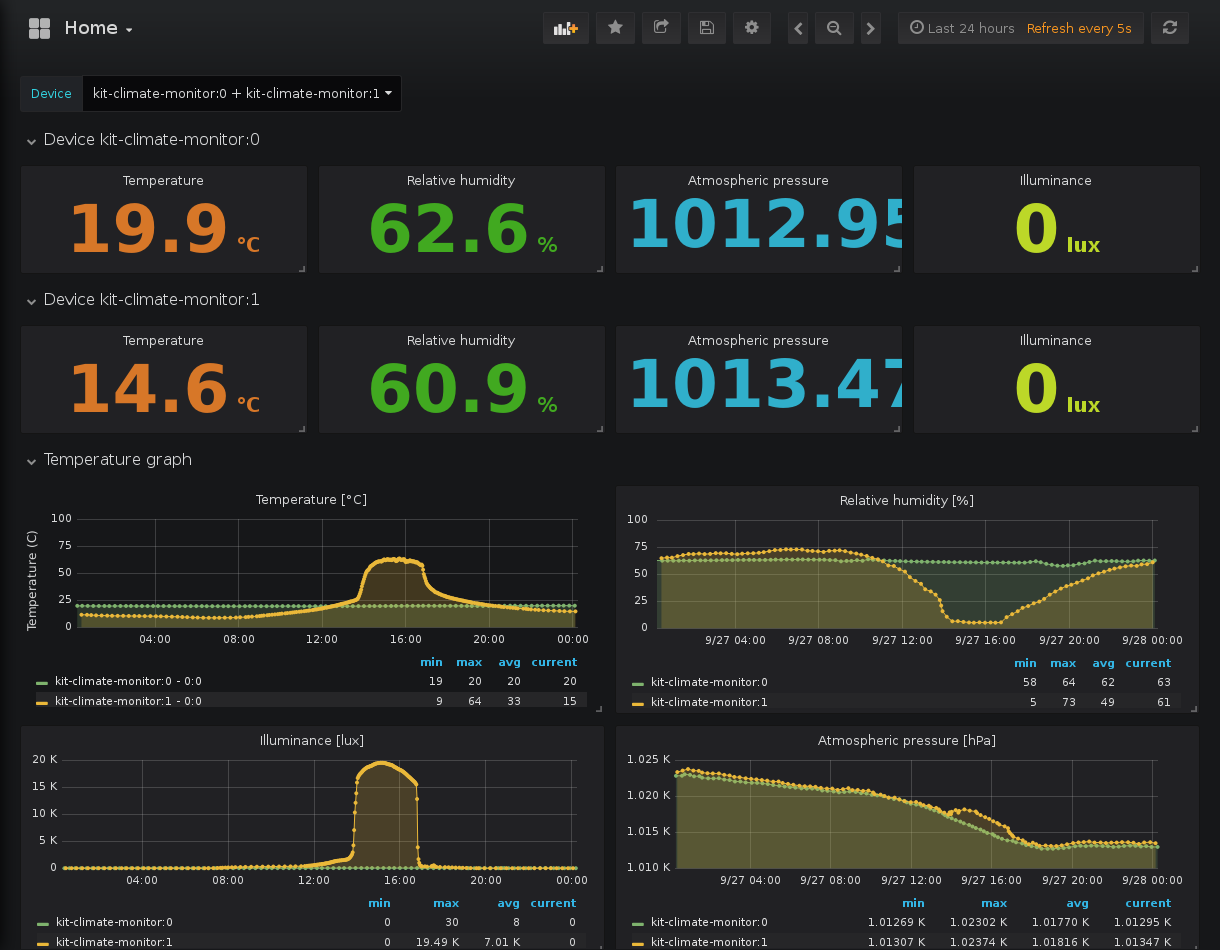 Home
Last 24 hours Refresh every 5s
Device kit-climate-monitor:0 + kit-climate-monitor:1
Device kit-climate-monitor:0
Temperature Relative humidity Atmospheric pressure Illuminance
19.9 °C 62.6 % 1012.95 0 lux
Device kit-climate-monitor:1
Temperature Relative humidity Atmospheric pressure Illuminance
14.6 °C 60.9 % 1013.47 0 lux
Temperature graph
Temperature [°C]
Temperature (C)
100
75
50
25
0
04:00 08:00 12:00 16:00 20:00 00:00
min max avg current
kit-climate-monitor:0 - 0:0 19 20 20 20
kit-climate-monitor:1 - 0:0 9 64 33 15
Relative humidity [%]
100
75
50
25
0
9/27 04:00 9/27 08:00 9/27 12:00 9/27 16:00 9/27 20:00 9/28 00:00
min max avg current
kit-climate-monitor:0 58 64 62 63
kit-climate-monitor:1 5 73 49 61
Illuminance [lux]
20 K
15 K
10 K
5 K
0
04:00 08:00 12:00 16:00 20:00 00:00
min max avg current
kit-climate-monitor:0 0 30 8 0
kit-climate-monitor:1 0 19.49 K 7.01 K 0
Atmospheric pressure [hPa]
1.025 K
1.020 K
1.015 K
1.010 K
9/27 04:00 9/27 08:00 9/27 12:00 9/27 16:00 9/27 20:00 9/28 00:00
min max avg current
kit-climate-monitor:0 1.01269 K 1.02302 K 1.01770 K 1.01295 K
kit-climate-monitor:1 1.01307 K 1.02374 K 1.01816 K 1.01347 K